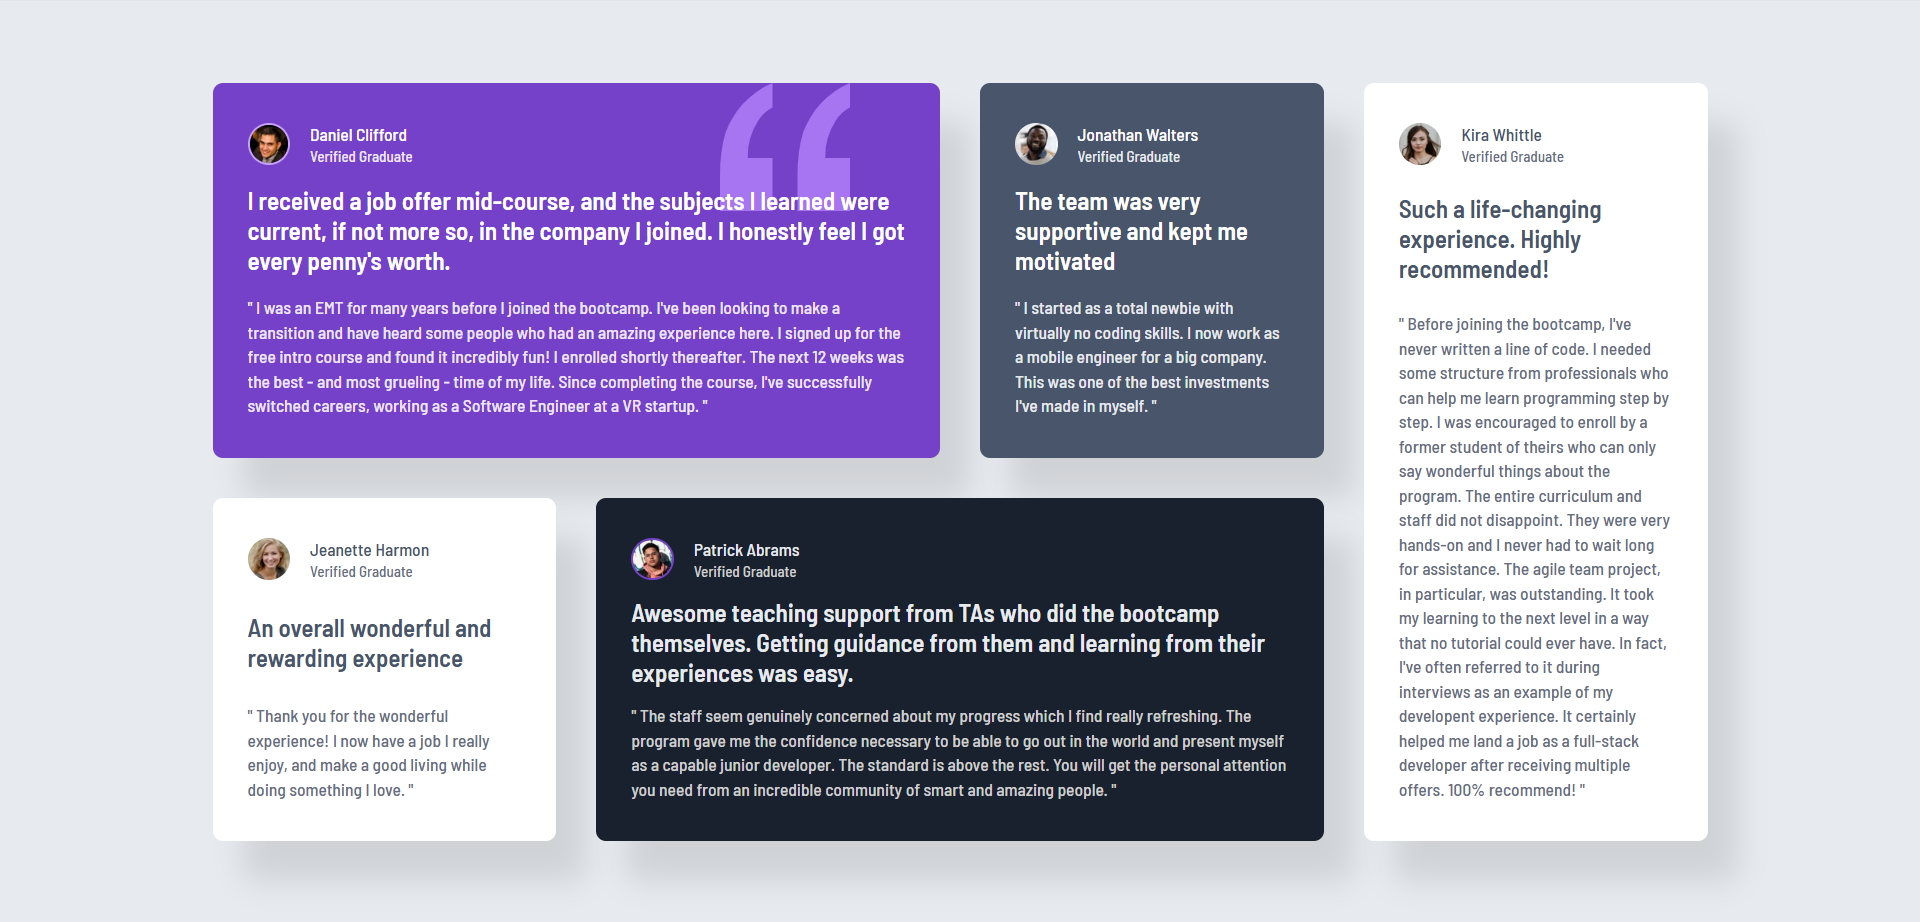 Daniel Clifford
Verified Graduate
I received a job offer mid-course, and the subjects I learned were
current, if not more so, in the company I joined. I honestly feel I got
every penny's worth.
" I was an EMT for many years before I joined the bootcamp. I've been looking to make a
transition and have heard some people who had an amazing experience here. I signed up for the
free intro course and found it incredibly fun! I enrolled shortly thereafter. The next 12 weeks was
the best - and most grueling - time of my life. Since completing the course, I've successfully
switched careers, working as a Software Engineer at a VR startup. "
Jonathan Walters
Verified Graduate
The team was very
supportive and kept me
motivated
" I started as a total newbie with
virtually no coding skills. I now work as
a mobile engineer for a big company.
This was one of the best investments
I've made in myself. "
Kira Whittle
Verified Graduate
Such a life-changing
experience. Highly
recommended!
" Before joining the bootcamp, I've
never written a line of code. I needed
some structure from professionals who
can help me learn programming step by
step. I was encouraged to enroll by a
former student of theirs who can only
say wonderful things about the
program. The entire curriculum and
staff did not disappoint. They were very
hands-on and I never had to wait long
for assistance. The agile team project,
in particular, was outstanding. It took
my learning to the next level in a way
that no tutorial could ever have. In fact,
I've often referred to it during
interviews as an example of my
developent experience. It certainly
helped me land a job as a full-stack
developer after receiving multiple
offers. 100% recommend! "
Jeanette Harmon
Verified Graduate
An overall wonderful and
rewarding experience
" Thank you for the wonderful
experience! I now have a job I really
enjoy, and make a good living while
doing something I love. "
Patrick Abrams
Verified Graduate
Awesome teaching support from TAs who did the bootcamp
themselves. Getting guidance from them and learning from their
experiences was easy.
" The staff seem genuinely concerned about my progress which I find really refreshing. The
program gave me the confidence necessary to be able to go out in the world and present myself
as a capable junior developer. The standard is above the rest. You will get the personal attention
you need from an incredible community of smart and amazing people. "